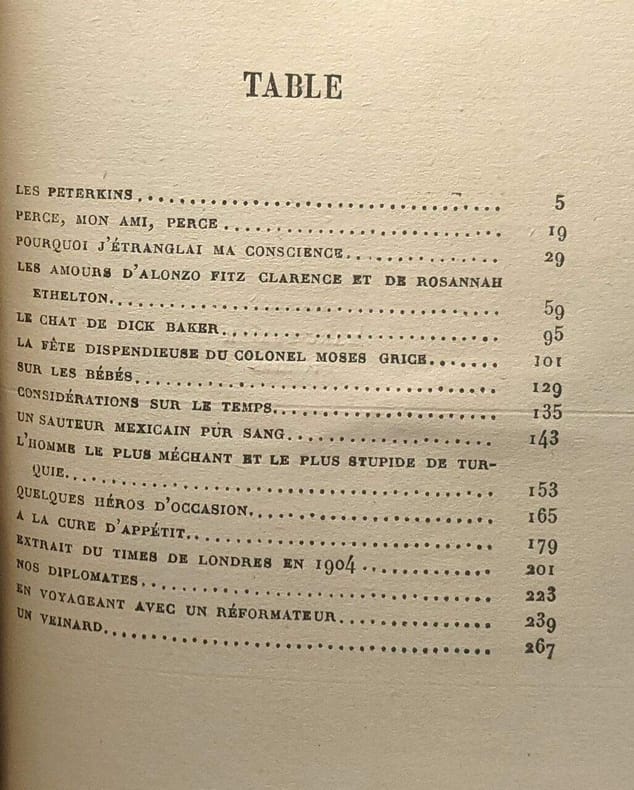 TABLE
LES PETERKINS 5
PERCE, MON AMI, PERCE 19
POURQUOI J'ÉTRANGLAI MA CONSCIENCE 29
LES AMOURS D'ALONZO FITZ CLARENCE ET DE ROSANNAH
ETHELTON 59
LE CHAT DE DICK BAKER 95
LA FÊTE DISPENDIEUSE DU COLONEL MOSES GRICE 101
SUR LES BÉBÉS 129
CONSIDÉRATIONS SUR LE TEMPS 135
UN SAUTEUR MEXICAIN PUR SANG 143
L'HOMME LE PLUS MÉCHANT ET LE PLUS STUPIDE DE TUR-
QUIE 153
QUELQUES HÉROS D'OCCASION 165
A LA CURE D'APPÉTIT 179
EXTRAIT DU TIMES DE LONDRES EN 1904 201
NOS DIPLOMATES 223
EN VOYAGEANT AVEC UN RÉFORMATEUR 239
UN VEINARD 267